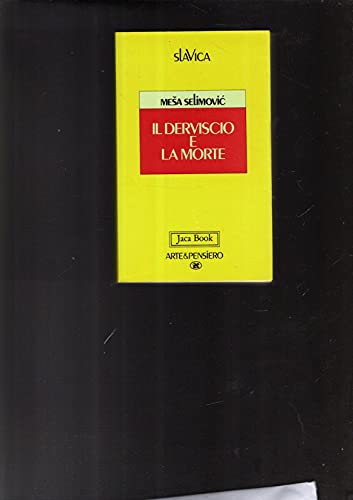 SLAVICA
MEŠA SELIMOVIĆ
IL DERVISCIO
E
LA MORTE
Jaca Book
ARTE&PENSIERO